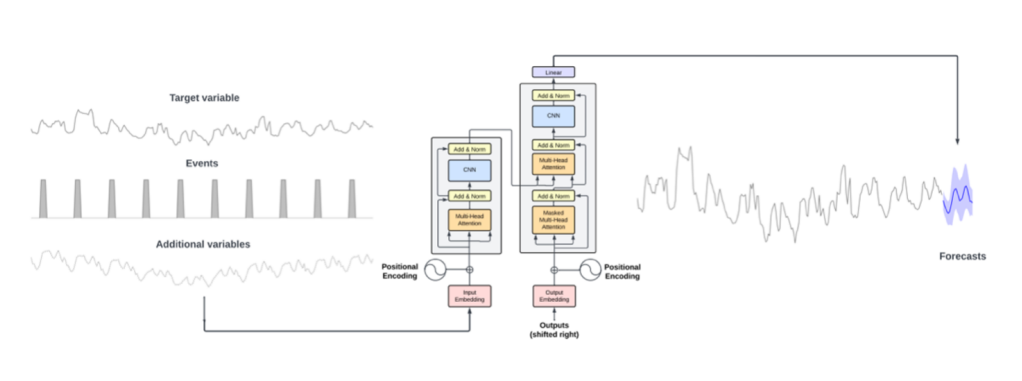 Target variable
Events
Additional variables
Positional
Encoding
Add & Norm
CNN
Add & Norm
Multi-Head
Attention
Input
Embedding
Linear
Add & Norm
CNN
Add & Norm
Multi-Head
Attention
Add & Norm
Masked
Multi-Head
Attention
Positional
Encoding
Output
Embedding
Outputs
(shifted right)
Forecasts